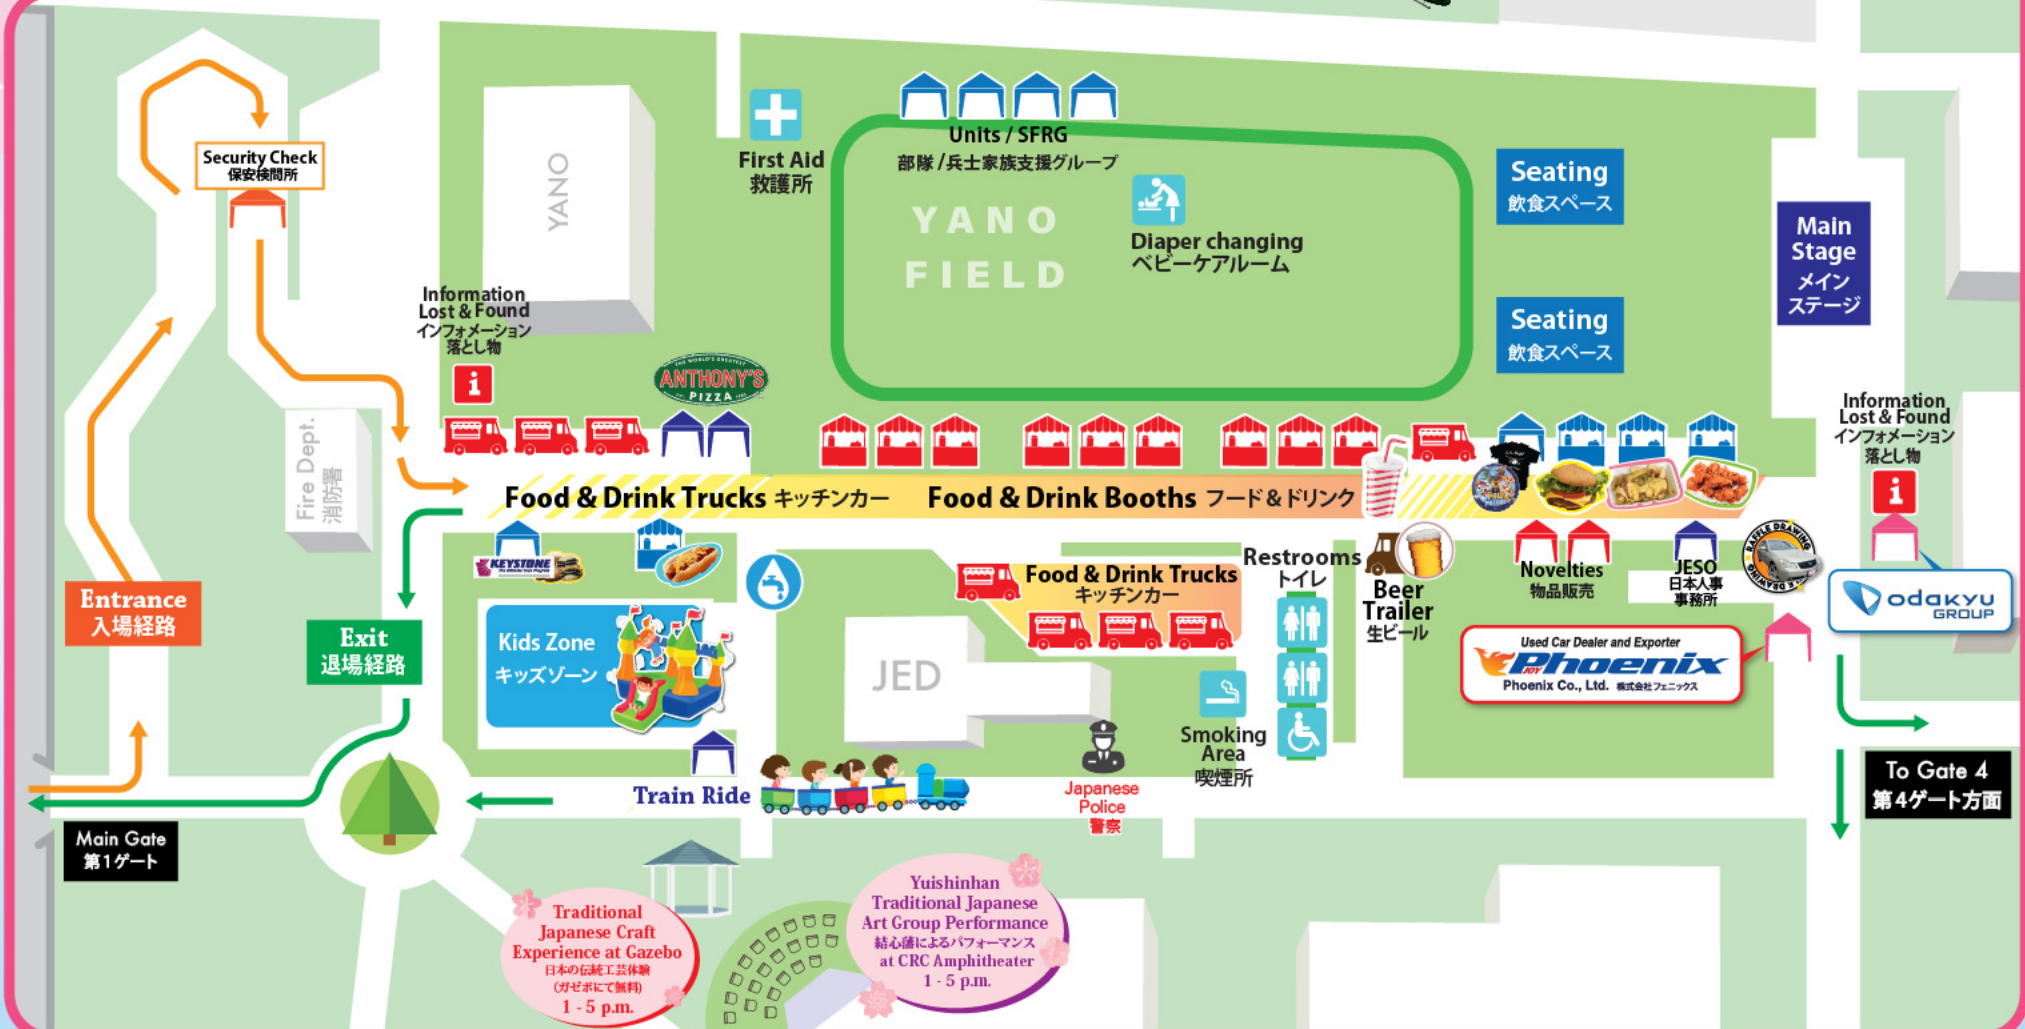 Security Check
保安検問所
YANO
First Aid
救護所
Units / SFRG
部隊 /兵士家族支援グループ
YANO
FIELD
Diaper changing
ベビーケアルーム
Seating
飲食スペース
Seating
飲食スペース
Main
Stage
メイン
ステージ
Information
Lost & Found
インフォメーション
落とし物
i
THE WORLD'S GREATEST
ANTHONY'S
PIZZA
Information
Lost & Found
インフォメーション
落とし物
i
Fire Dept.
消防署
Food & Drink Trucks キッチンカー
Food & Drink Booths フード＆ドリンク
KEYSTONE
Entrance
入場経路
Exit
退場経路
Kids Zone
キッズゾーン
Food & Drink Trucks
キッチンカー
JED
Restrooms
トイレ
Beer
Trailer
生ビール
Novelties
物品販売
JESO
日本人事
事務所
RAFFLE DRAWING
odakyu
GROUP
Used Car Dealer and Exporter
Phoenix
JOY
Phoenix Co., Ltd. 株式会社フェニックス
Smoking
Area
喫煙所
Japanese
Police
警察
Train Ride
To Gate 4
第4ゲート方面
Main Gate
第1ゲート
Traditional
Japanese Craft
Experience at Gazebo
日本の伝統工芸体験
(ガゼボにて無料)
1 - 5 p.m.
Yuishinhan
Traditional Japanese
Art Group Performance
結心藩によるパフォーマンス
at CRC Amphitheater
1 - 5 p.m.